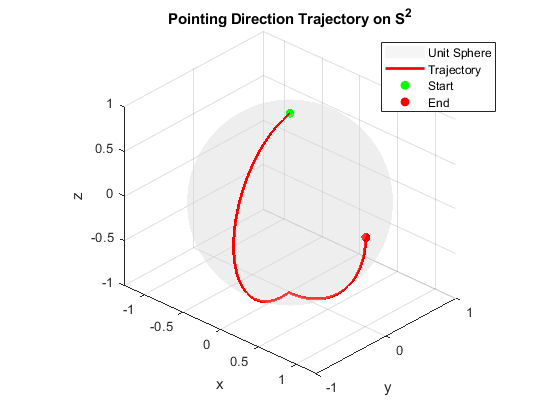 Pointing Direction Trajectory on S²
Unit Sphere
Trajectory
Start
End
1
0.5
0
-0.5
-1
z
-1
-0.5
0
0.5
1
x
-1
0
1
y